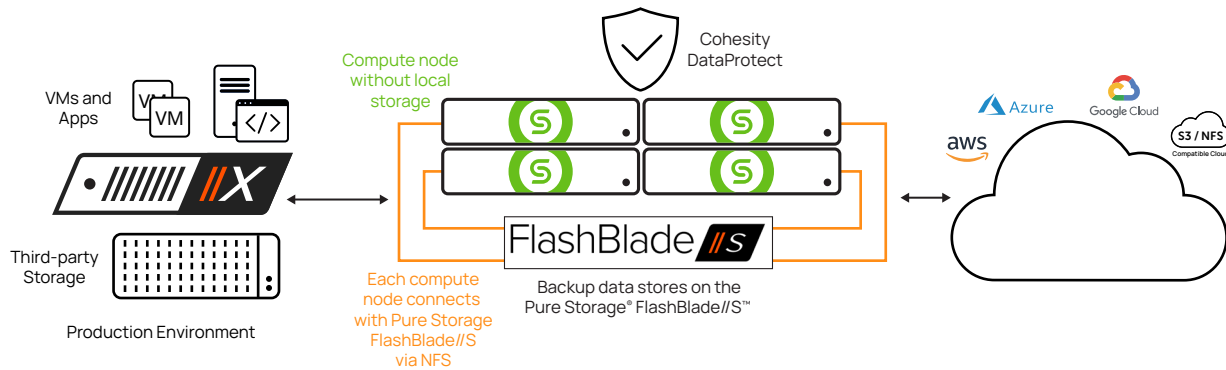 VMs and
Apps
VM
VM
</>
//X
Third-party
Storage
Production Environment
Compute node
without local
storage
Cohesity
DataProtect
S
S
S
S
FlashBlade //S
Each compute
node connects
with Pure Storage
FlashBlade//S
via NFS
Backup data stores on the
Pure Storage® FlashBlade//S™
aws
Azure
Google Cloud
S3 / NFS
Compatible Cloud